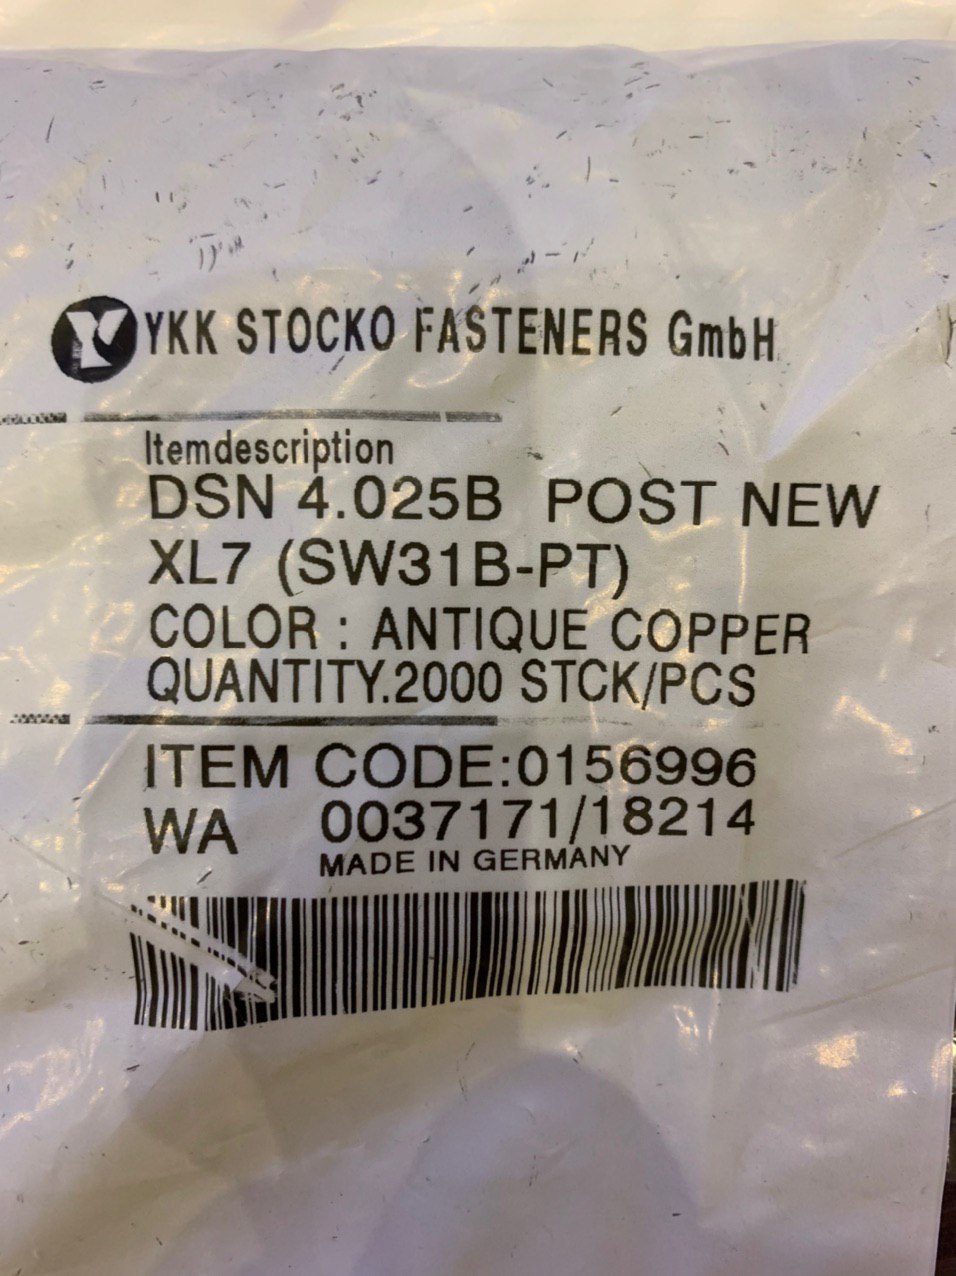 YKK STOCKO FASTENERS GmbH
Itemdescription
DSN 4.025B POST NEW
XL7 (SW31B-PT)
COLOR : ANTIQUE COPPER
QUANTITY.2000 STCK/PCS
ITEM CODE:0156996
WA 0037171/18214
MADE IN GERMANY